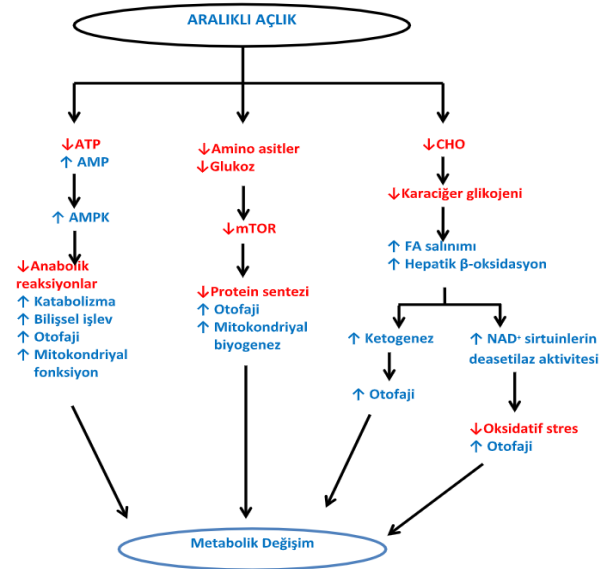 ARALIKLI AÇLIK
↓ATP
↑ AMP
↑ AMPK
↓Anabolik
reaksiyonlar
↑ Katabolizma
↑ Bilişsel işlev
↑ Otofaji
↑ Mitokondriyal
fonksiyon
↓Amino asitler
↓Glukoz
↓mTOR
↓Protein sentezi
↑ Otofaji
↑ Mitokondriyal
biyogenez
↓CHO
↓Karaciğer glikojeni
↑ FA salınımı
↑ Hepatik β-oksidasyon
↑ Ketogenez
↑ Otofaji
↑ NAD⁺ sirtuinlerin
deasetilaz aktivitesi
↓Oksidatif stres
↑ Otofaji
Metabolik Değişim